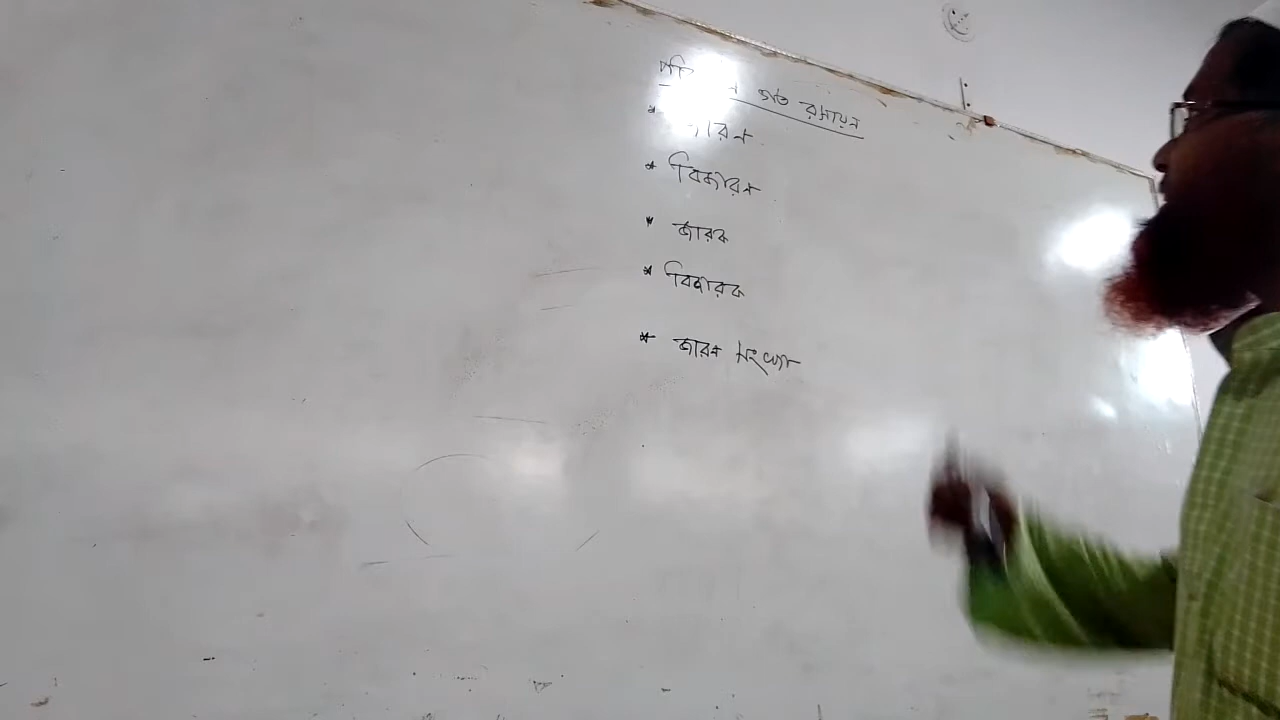 গত রসায়ন
* জারণ
* বিজারণ
* জারক
* বিজারক
* জারণ সংখ্যা